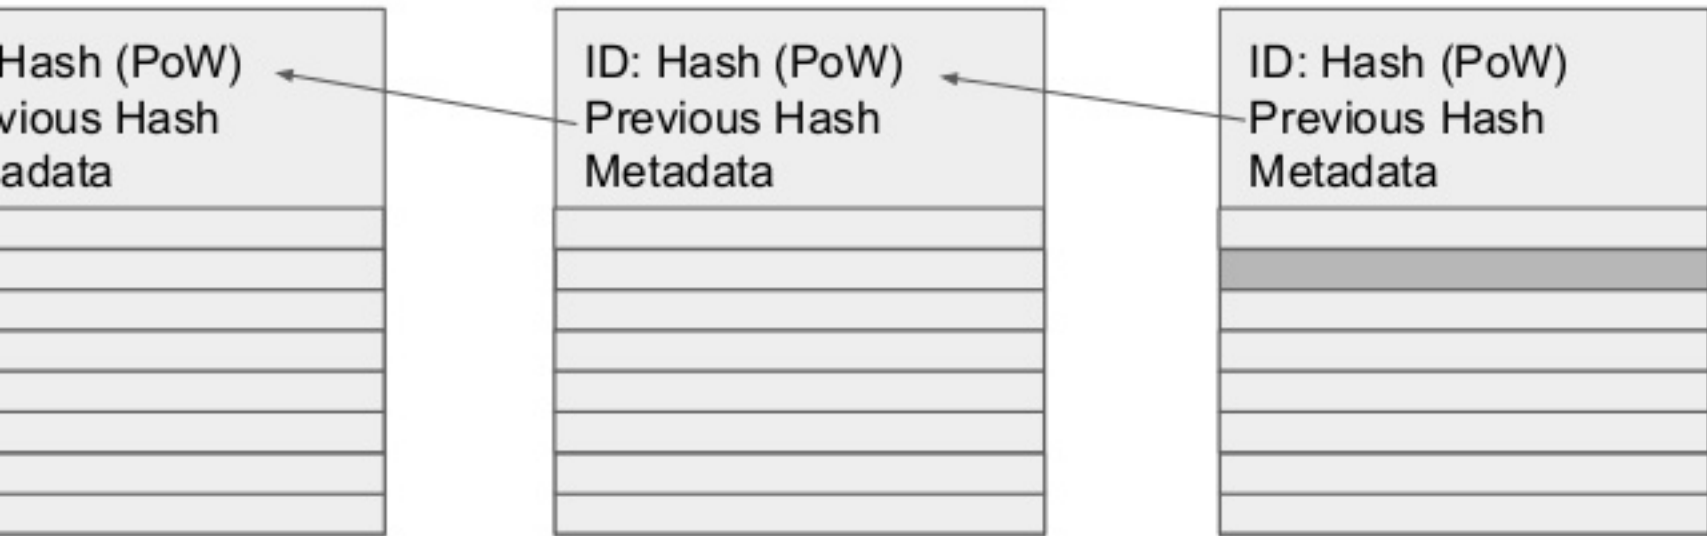 Hash (PoW)
vious Hash
adata
ID: Hash (PoW)
Previous Hash
Metadata
ID: Hash (PoW)
Previous Hash
Metadata